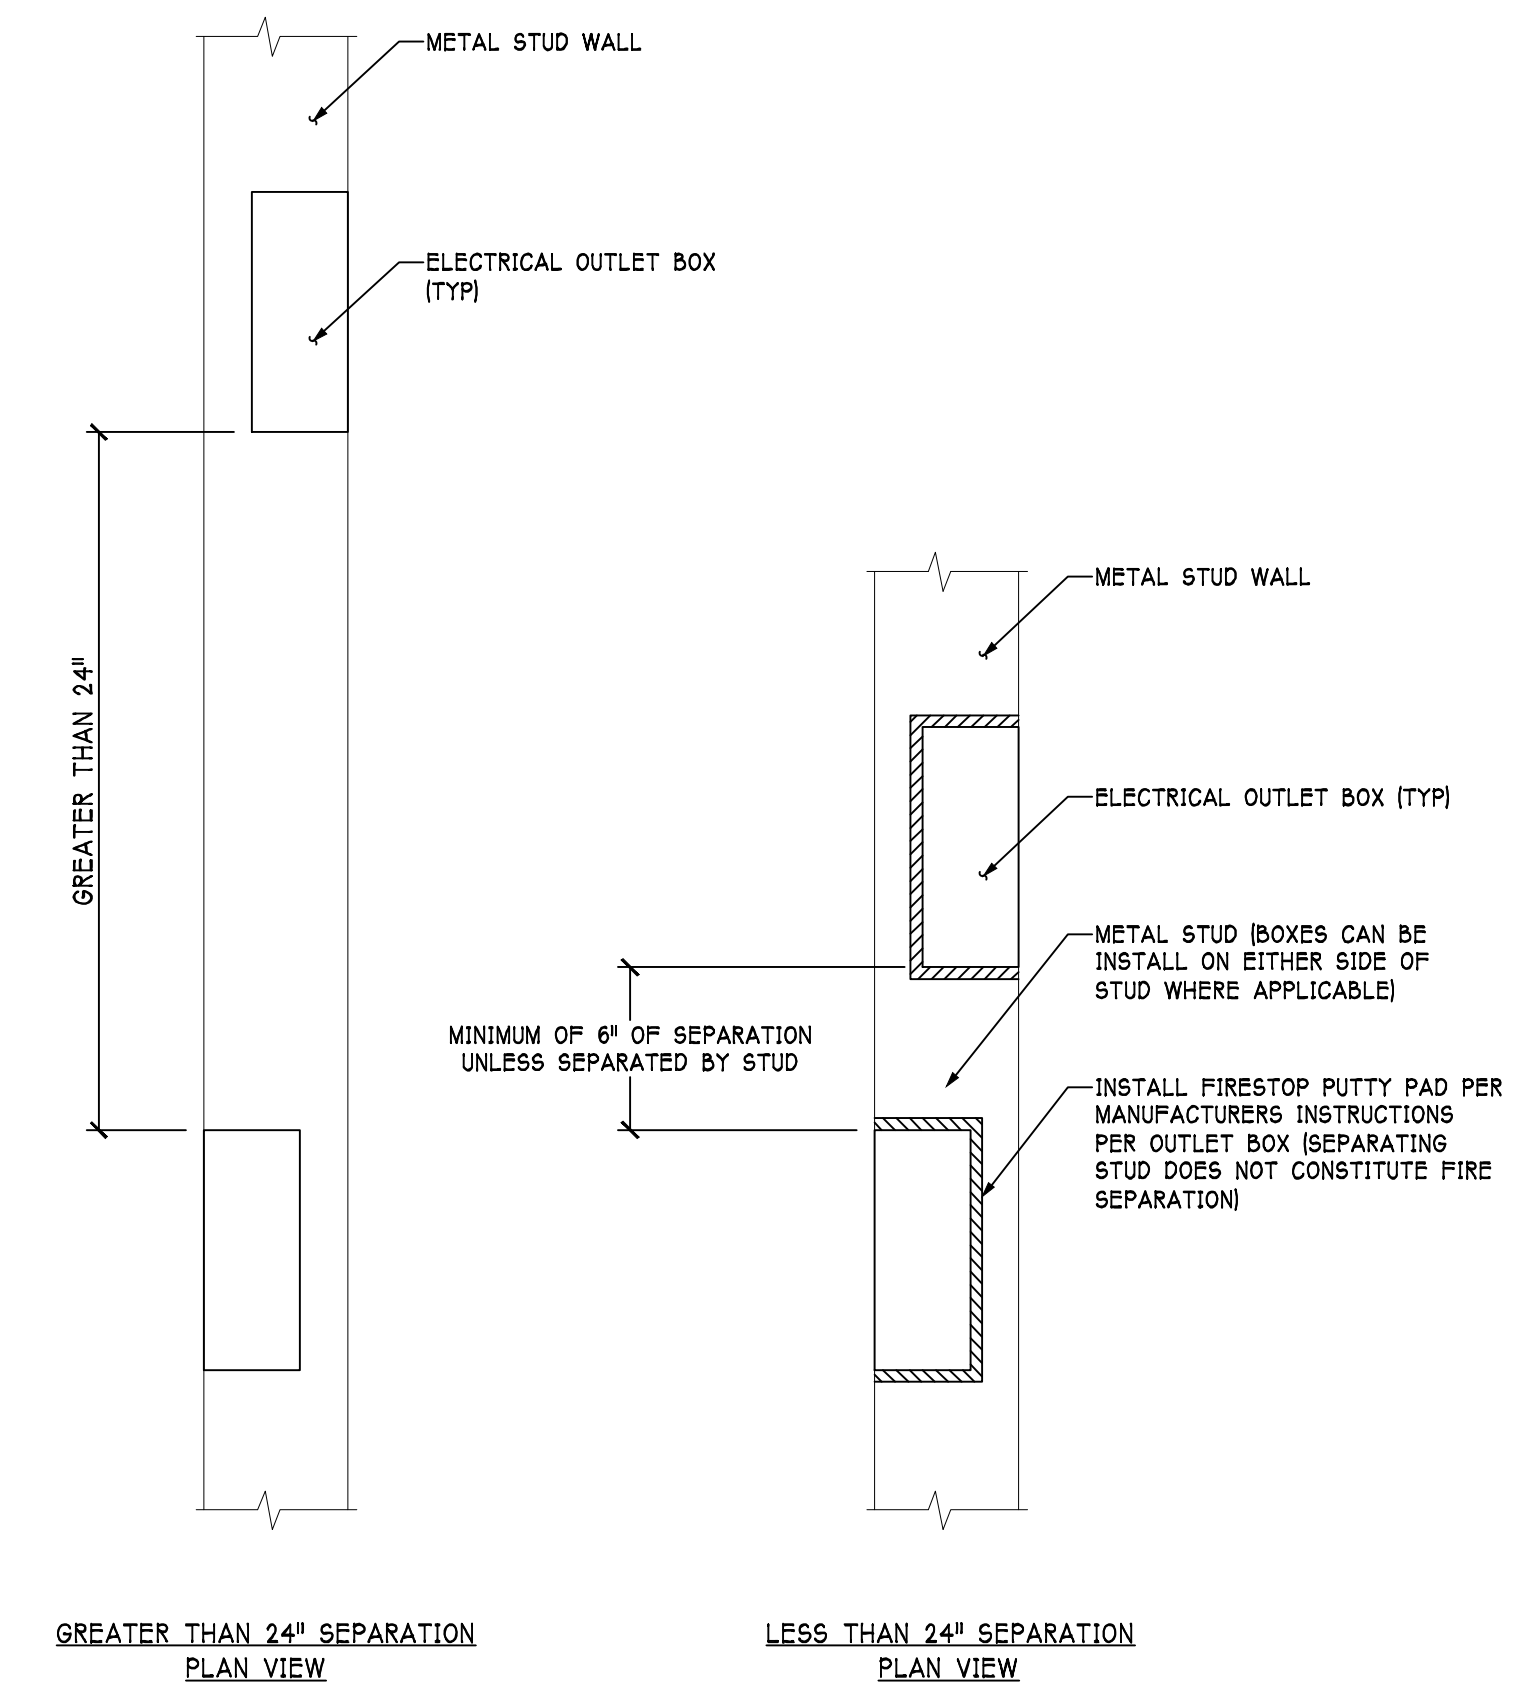 METAL STUD WALL
ELECTRICAL OUTLET BOX
(TYP)
GREATER THAN 24"
METAL STUD WALL
ELECTRICAL OUTLET BOX (TYP)
METAL STUD (BOXES CAN BE
INSTALL ON EITHER SIDE OF
STUD WHERE APPLICABLE)
MINIMUM OF 6" OF SEPARATION
UNLESS SEPARATED BY STUD
INSTALL FIRESTOP PUTTY PAD PER
MANUFACTURERS INSTRUCTIONS
PER OUTLET BOX (SEPARATING
STUD DOES NOT CONSTITUTE FIRE
SEPARATION)
GREATER THAN 24" SEPARATION
PLAN VIEW
LESS THAN 24" SEPARATION
PLAN VIEW